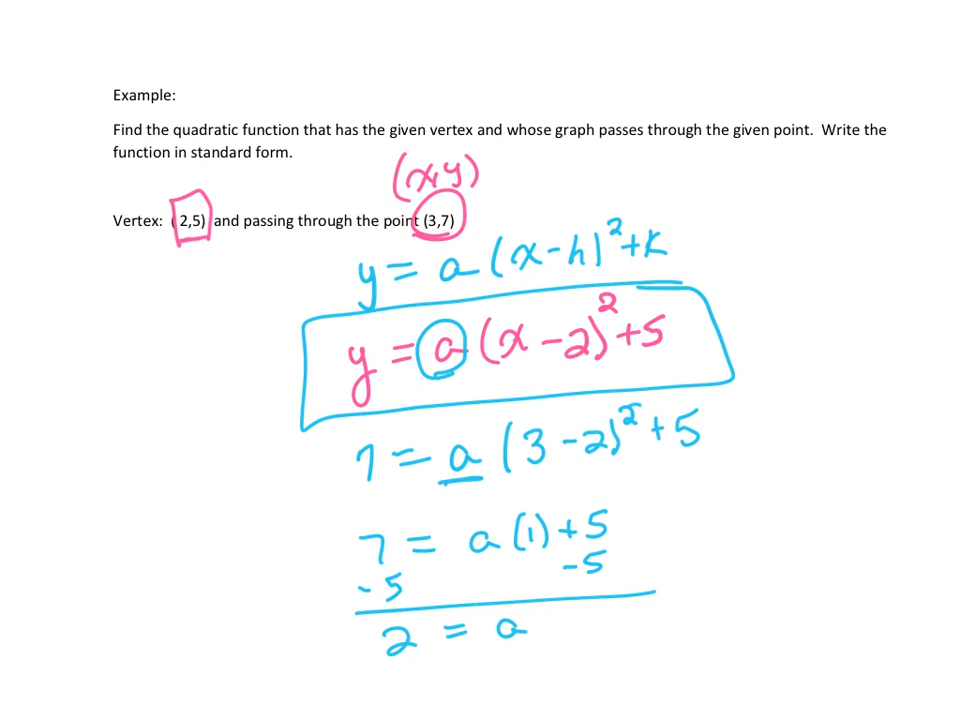 Example:
Find the quadratic function that has the given vertex and whose graph passes through the given point. Write the
function in standard form.
(x,y)
Vertex: (2,5) and passing through the point (3,7)
y = a(x-h)²+k
y = a(x-2)²+5
7 = a(3-2)²+5
7 = a(1)+5
-5 -5
2 = a